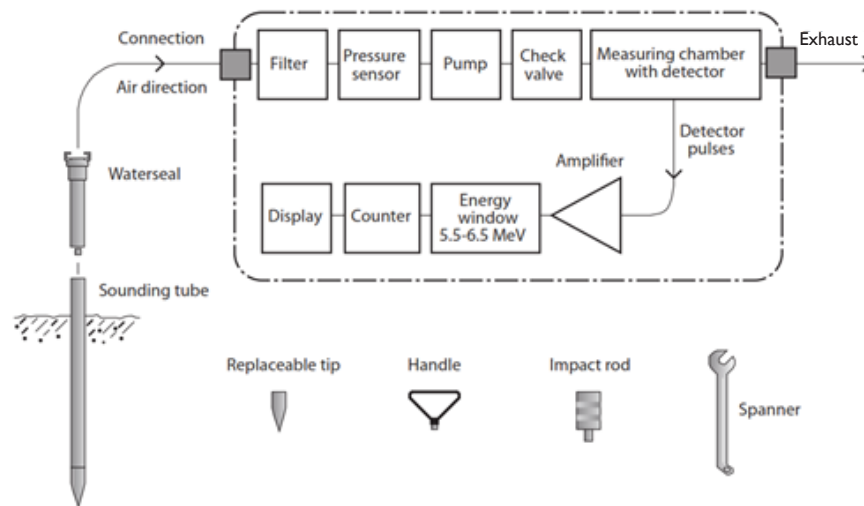 Connection
Air direction
Filter
Pressure
sensor
Pump
Check
valve
Measuring chamber
with detector
Exhaust
Detector
pulses
Amplifier
Energy
window
5.5-6.5 MeV
Counter
Display
Waterseal
Sounding tube
Replaceable tip
Handle
Impact rod
Spanner